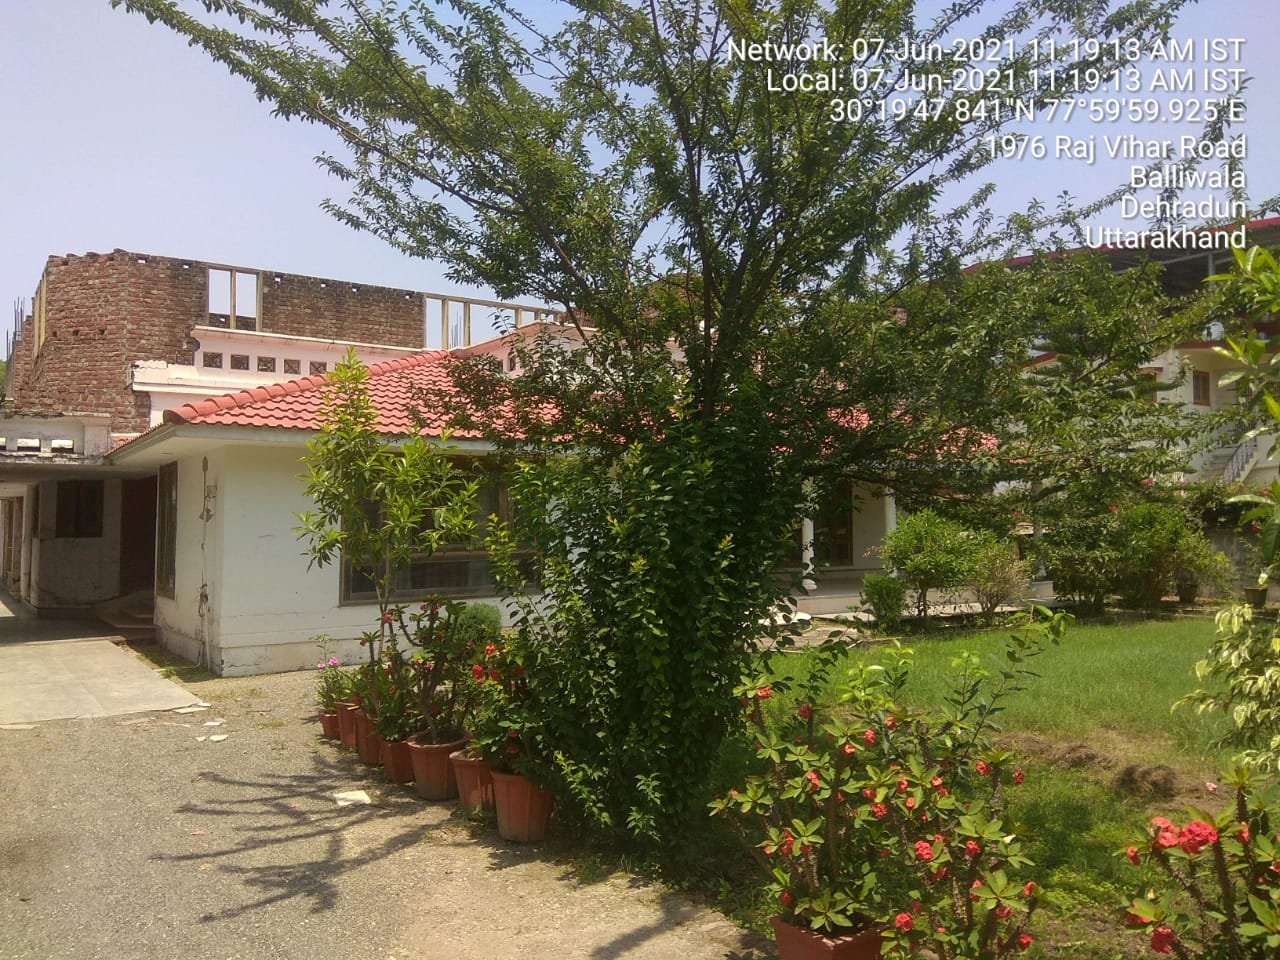 Network: 07-Jun-2021 11:19:13 AM IST
Local: 07-Jun-2021 11:19:13 AM IST
30°19'47.841"N 77°59'59.925"E
1976 Raj Vihar Road
Balliwala
Dehradun
Uttarakhand